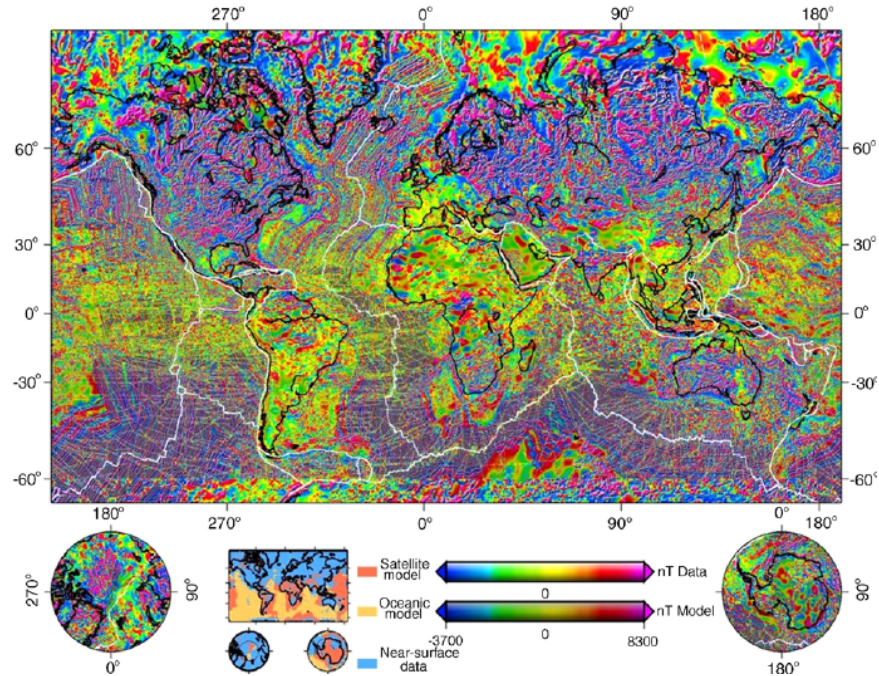 270° 0° 90° 180°
60° 60°
30° 30°
0° 0°
-30° -30°
-60° -60°
180° 270° 0° 90° 0° 180°
270° 90°
0°
Satellite
model
Oceanic
model
Near-surface
data
nT Data
0
nT Model
-3700 0 8300
270° 90°
180°